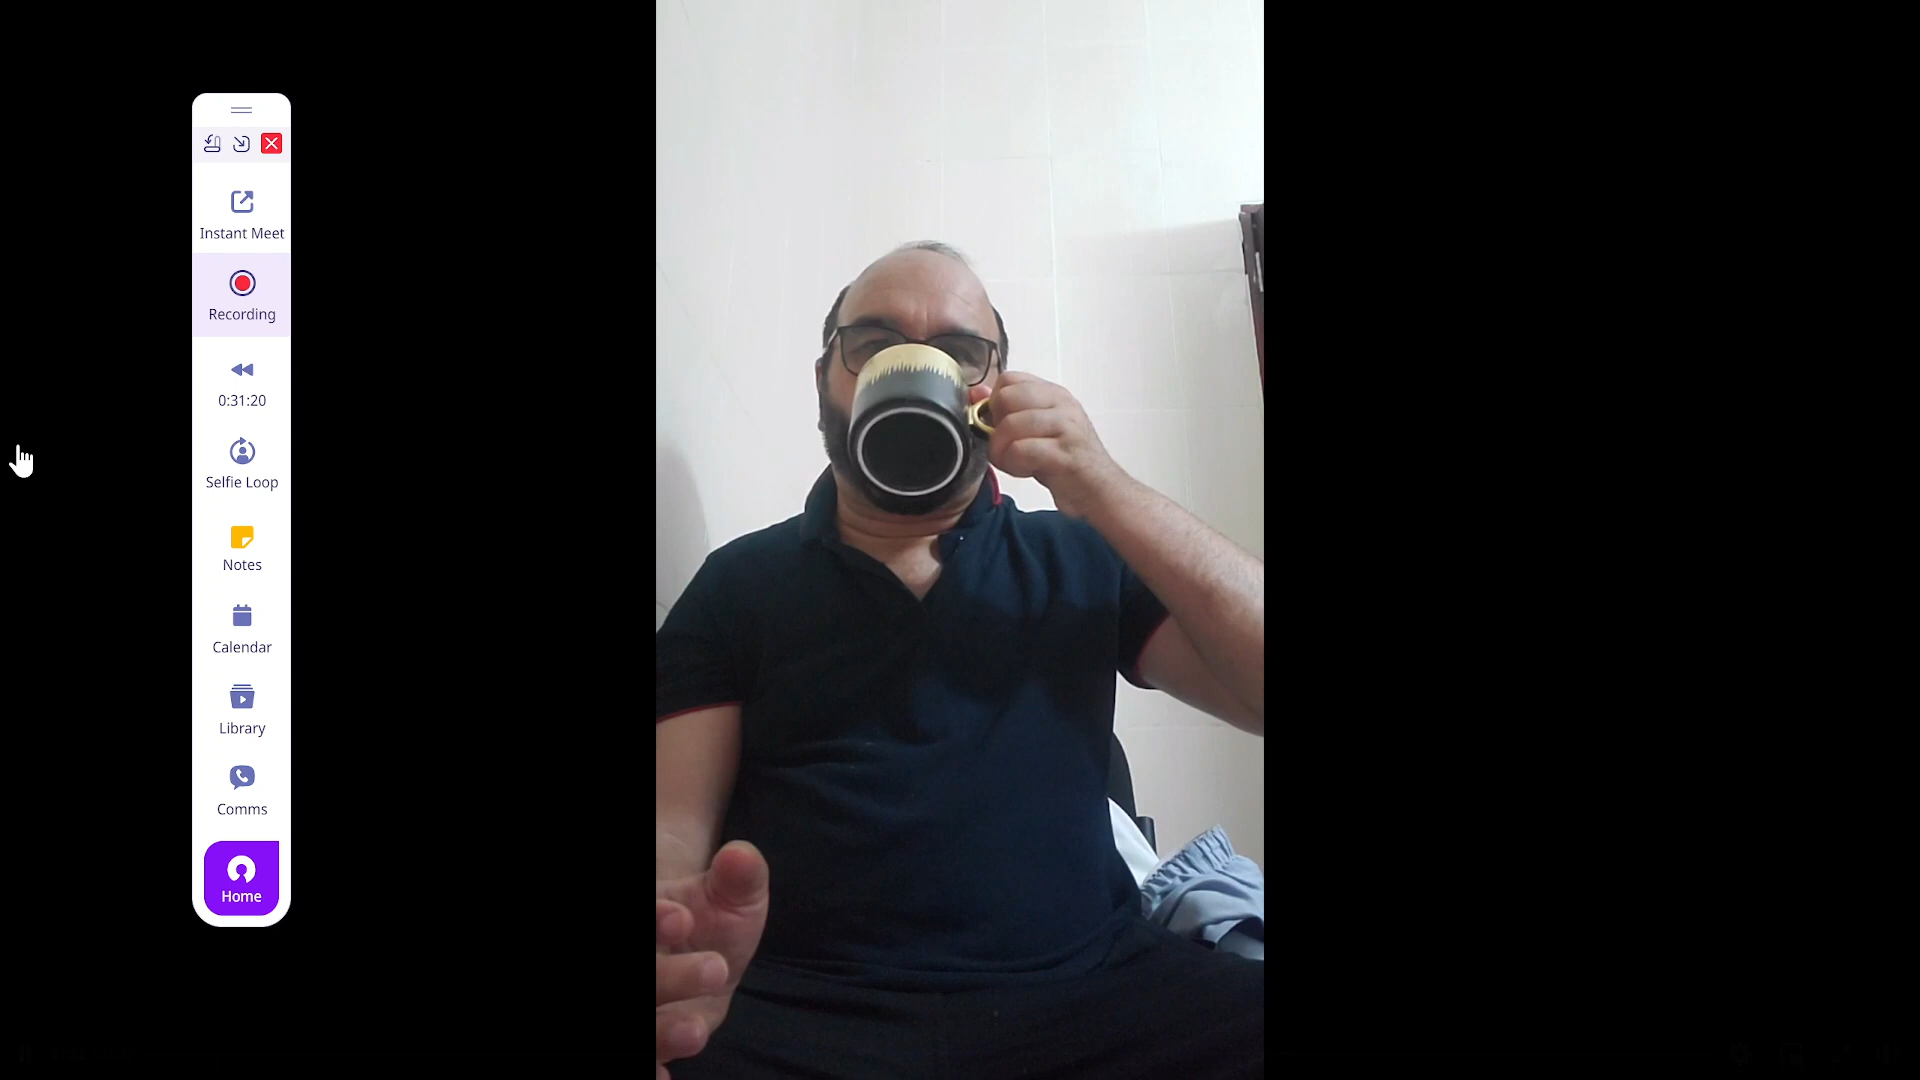 Instant Meet
Recording
0:31:20
Selfie Loop
Notes
Calendar
Library
Comms
Home